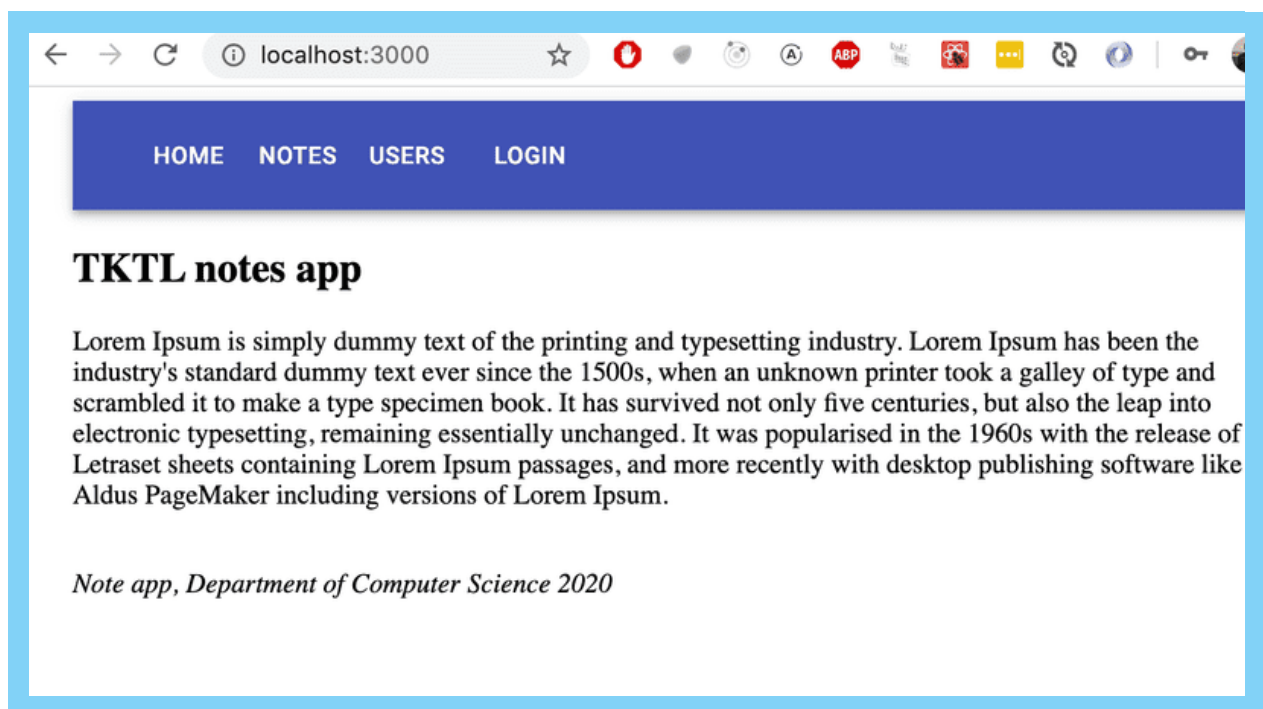 localhost:3000
A
ABP
HOME NOTES USERS LOGIN
TKTL notes app
Lorem Ipsum is simply dummy text of the printing and typesetting industry. Lorem Ipsum has been the
industry's standard dummy text ever since the 1500s, when an unknown printer took a galley of type and
scrambled it to make a type specimen book. It has survived not only five centuries, but also the leap into
electronic typesetting, remaining essentially unchanged. It was popularised in the 1960s with the release of
Letraset sheets containing Lorem Ipsum passages, and more recently with desktop publishing software like
Aldus PageMaker including versions of Lorem Ipsum.
Note app, Department of Computer Science 2020